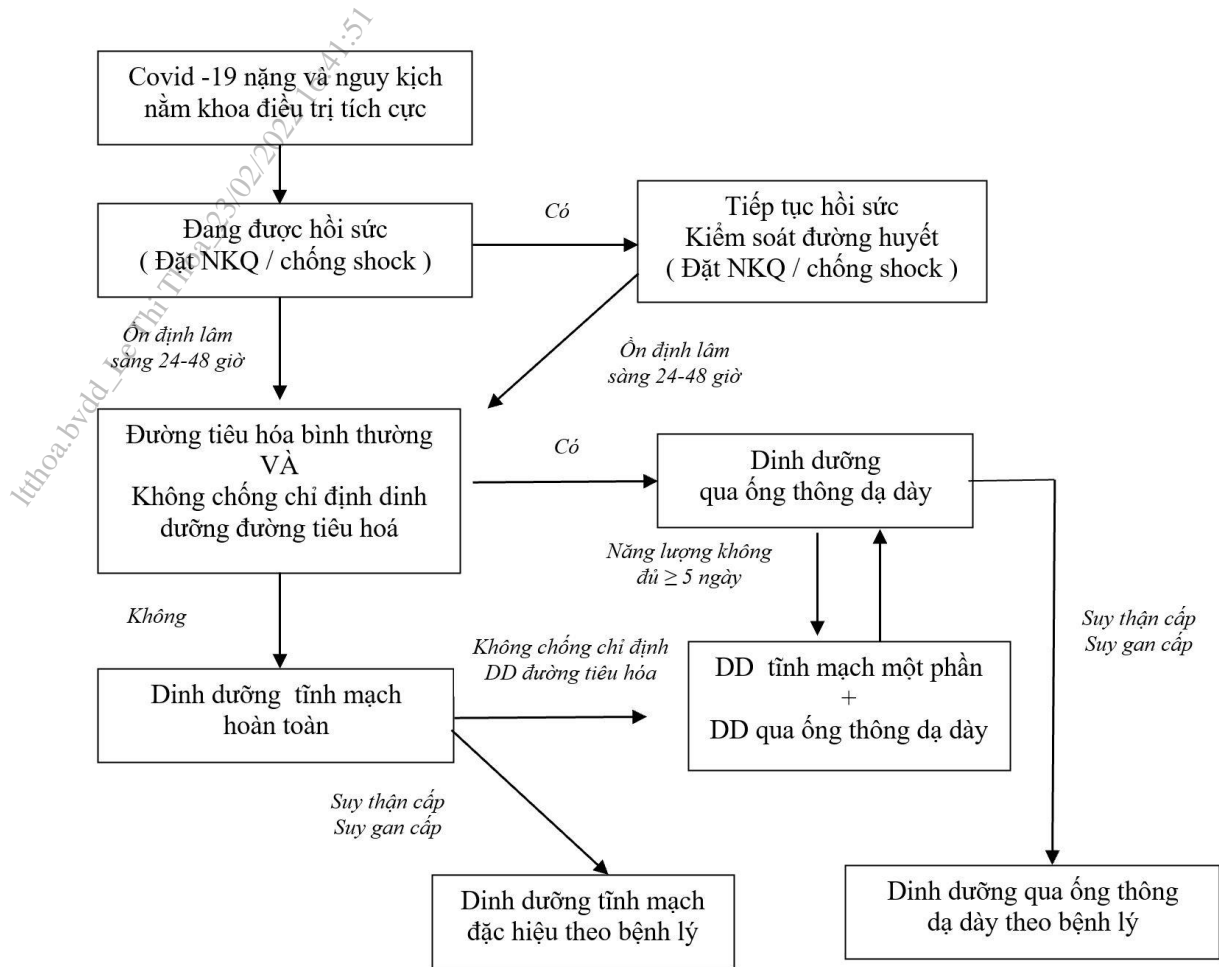 Covid -19 nặng và nguy kịch
nằm khoa điều trị tích cực
Đang được hồi sức
( Đặt NKQ / chống shock )
Có
Tiếp tục hồi sức
Kiểm soát đường huyết
( Đặt NKQ / chống shock )
Ổn định lâm
sàng 24-48 giờ
Ổn định lâm
sàng 24-48 giờ
Đường tiêu hóa bình thường
VÀ
Không chống chỉ định dinh
dưỡng đường tiêu hoá
Có
Dinh dưỡng
qua ống thông dạ dày
Năng lượng không
đủ ≥ 5 ngày
Không
Suy thận cấp
Suy gan cấp
Không chống chỉ định
DD đường tiêu hóa
Dinh dưỡng tĩnh mạch
hoàn toàn
DD tĩnh mạch một phần
+
DD qua ống thông dạ dày
Suy thận cấp
Suy gan cấp
Dinh dưỡng tĩnh mạch
đặc hiệu theo bệnh lý
Dinh dưỡng qua ống thông
dạ dày theo bệnh lý
ltthoa.bvdd_Le Thi Thoa_23/02/2022